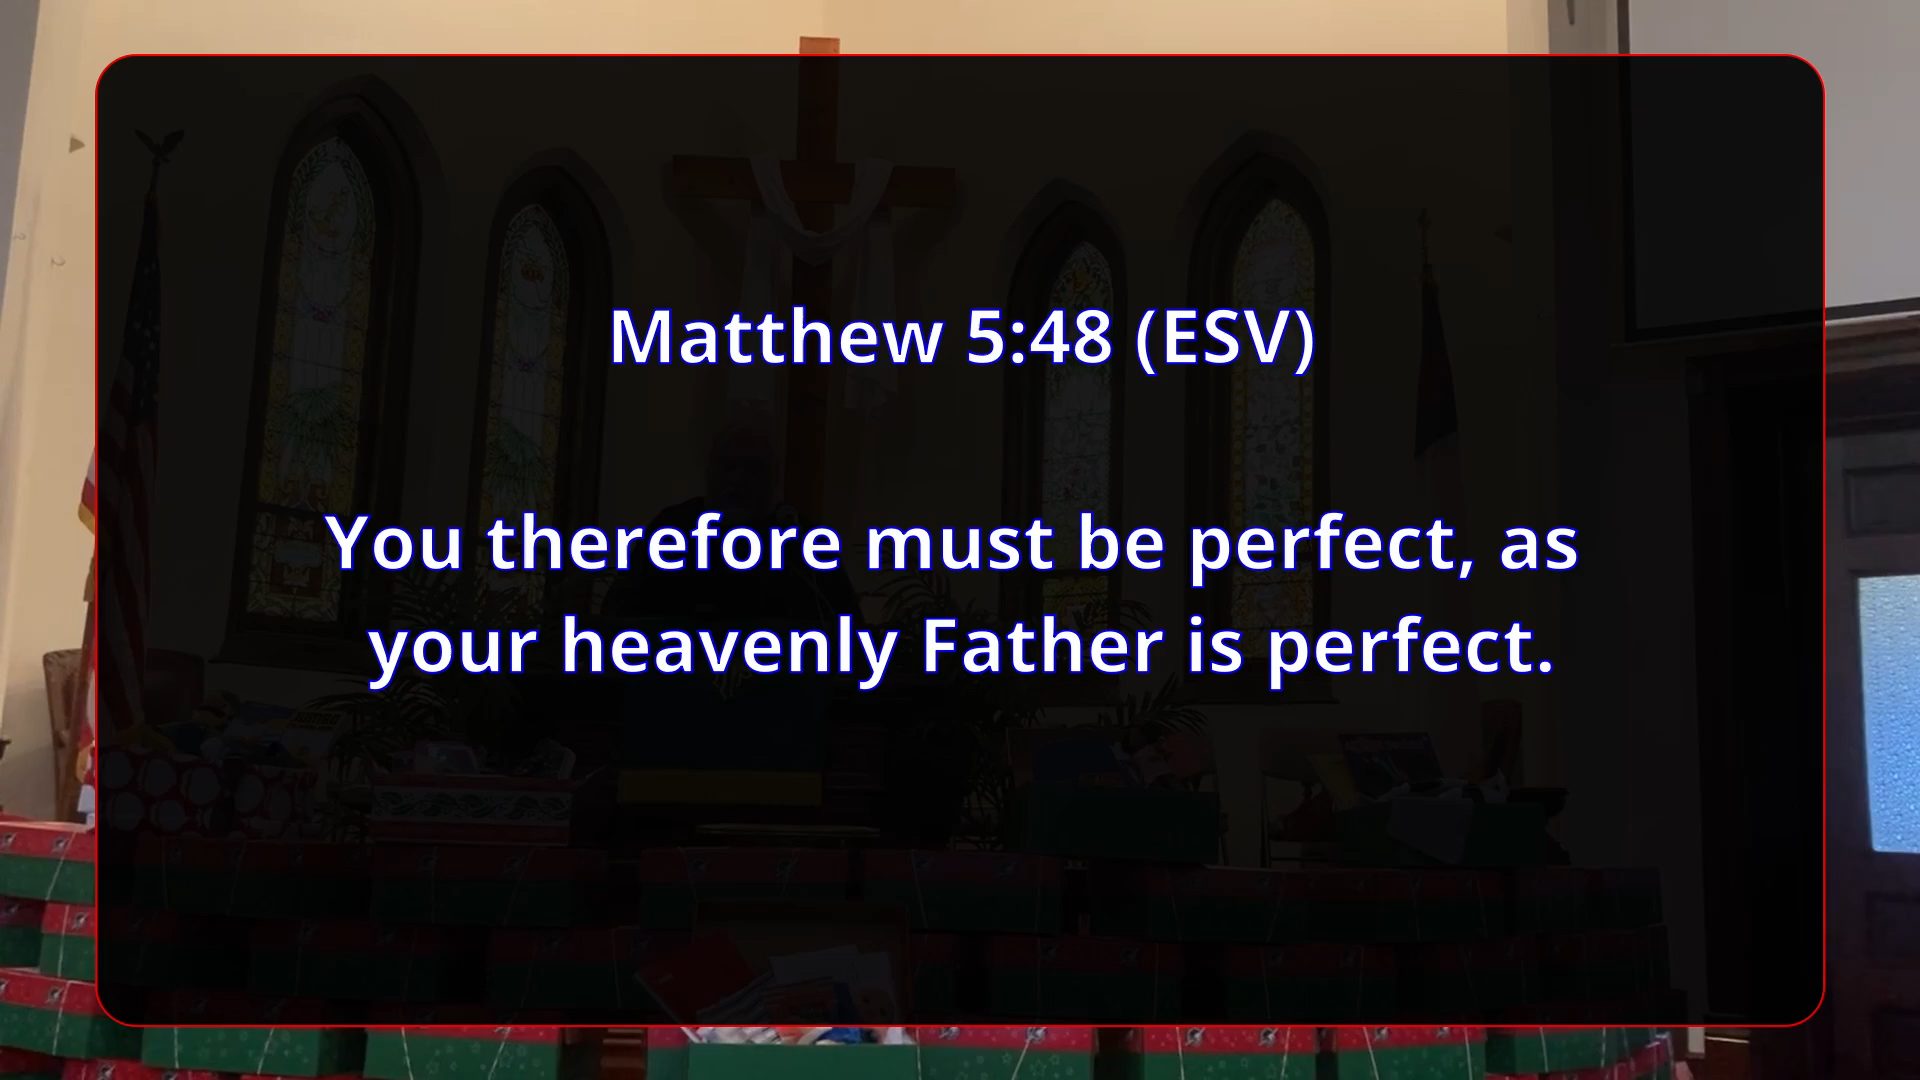 Matthew 5:48 (ESV)
You therefore must be perfect, as
your heavenly Father is perfect.